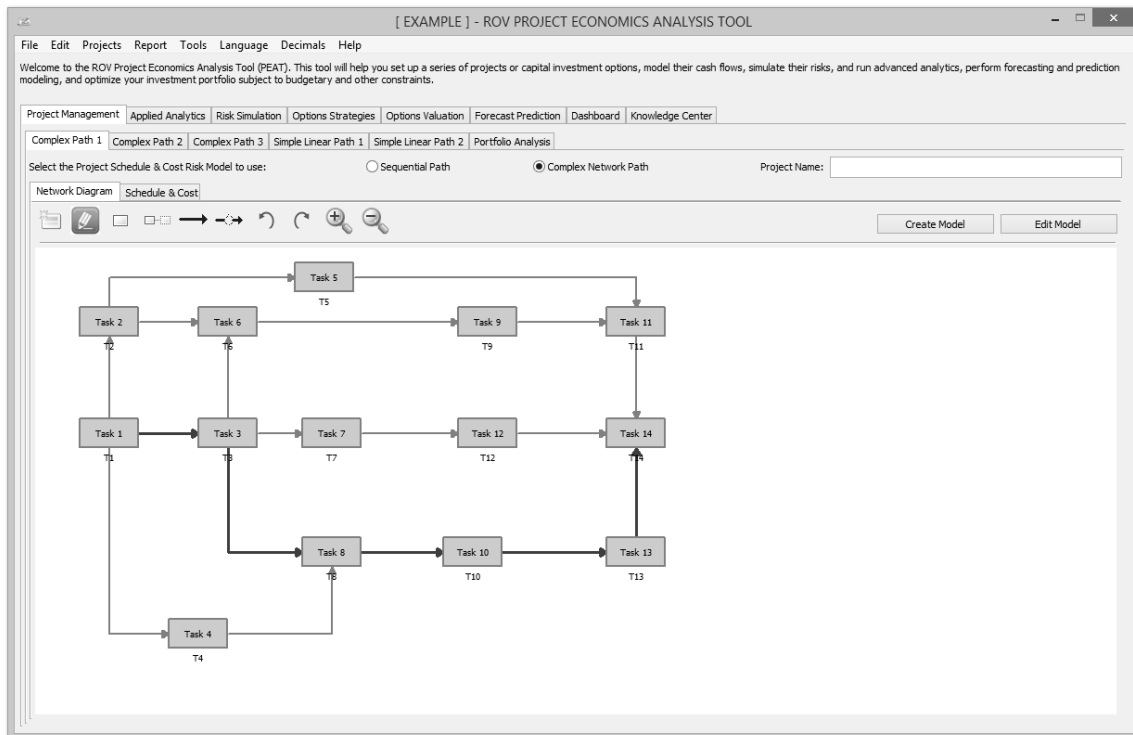 [ EXAMPLE ] - ROV PROJECT ECONOMICS ANALYSIS TOOL
File Edit Projects Report Tools Language Decimals Help
Welcome to the ROV Project Economics Analysis Tool (PEAT). This tool will help you set up a series of projects or capital investment options, model their cash flows, simulate their risks, and run advanced analytics, perform forecasting and prediction
modeling, and optimize your investment portfolio subject to budgetary and other constraints.
Project Management Applied Analytics Risk Simulation Options Strategies Options Valuation Forecast Prediction Dashboard Knowledge Center
Complex Path 1 Complex Path 2 Complex Path 3 Simple Linear Path 1 Simple Linear Path 2 Portfolio Analysis
Select the Project Schedule & Cost Risk Model to use: Sequential Path Complex Network Path Project Name:
Network Diagram Schedule & Cost
Create Model Edit Model
Task 5
T5
Task 2 Task 6 Task 9 Task 11
T2 T6 T9 T11
Task 1 Task 3 Task 7 Task 12 Task 14
T1 T3 T7 T12 T14
Task 8 Task 10 Task 13
T8 T10 T13
Task 4
T4